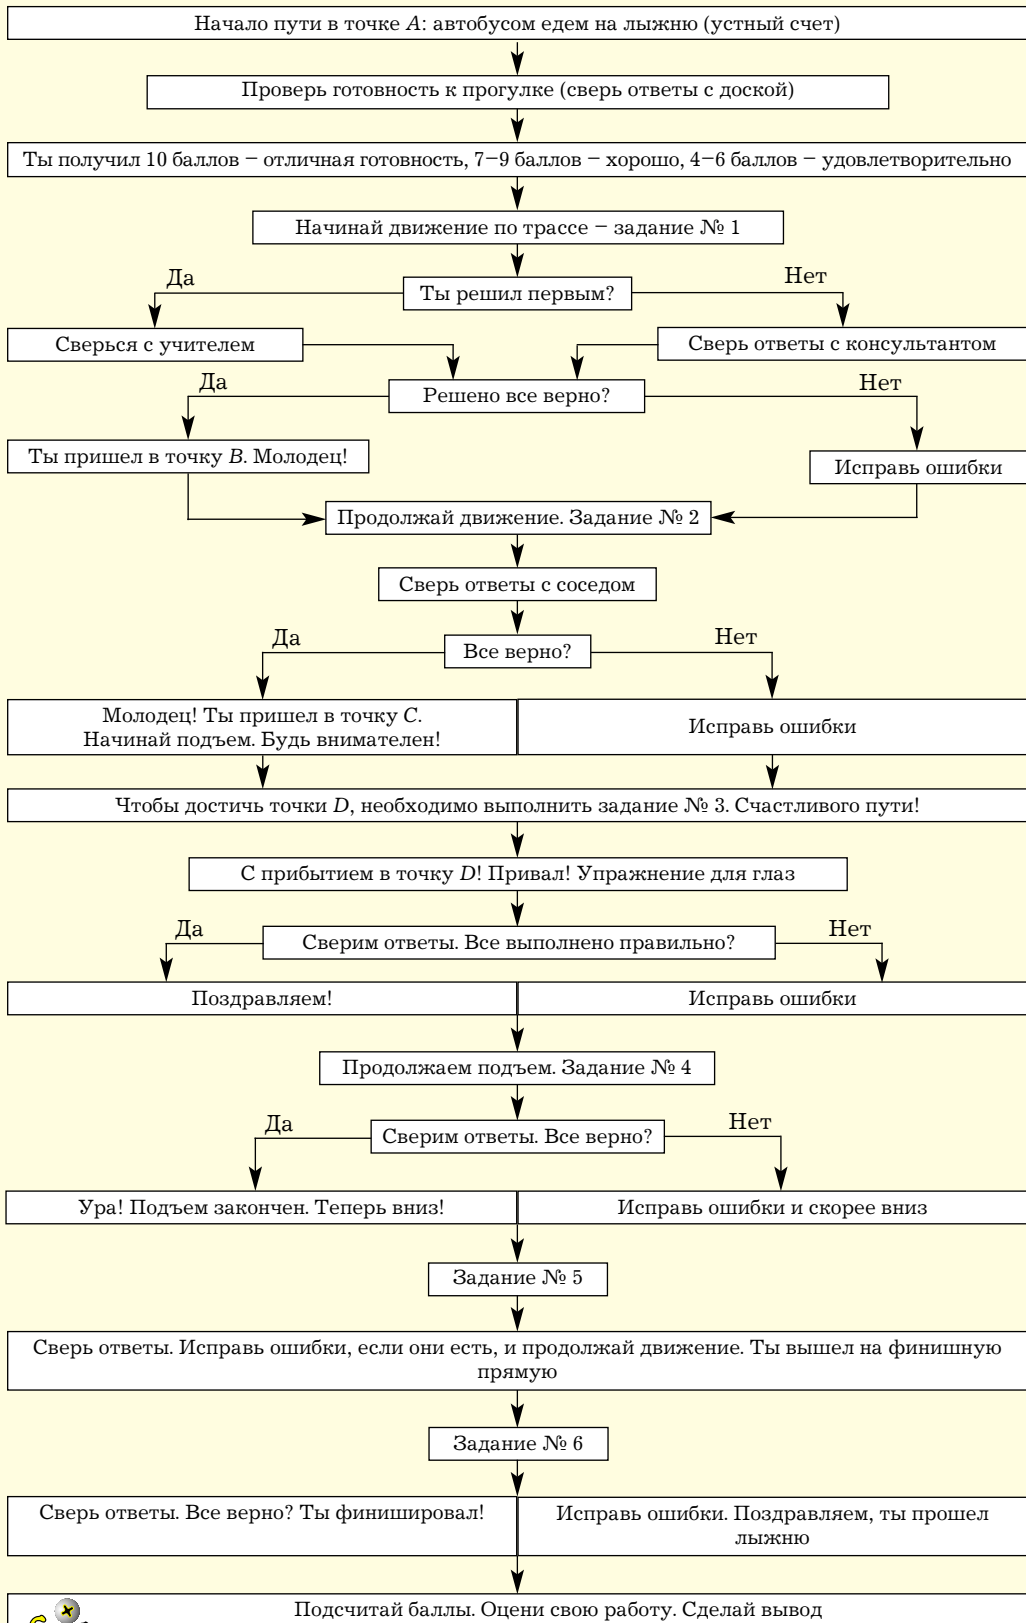 Начало пути в точке A: автобусом едем на лыжню (устный счет)
Проверь готовность к прогулке (сверь ответы с доской)
Ты получил 10 баллов – отличная готовность, 7–9 баллов – хорошо, 4–6 баллов – удовлетворительно
Начинай движение по трассе – задание № 1
Да
Ты решил первым?
Нет
Сверься с учителем
Сверь ответы с консультантом
Да
Решено все верно?
Нет
Ты пришел в точку B. Молодец!
Исправь ошибки
Продолжай движение. Задание № 2
Сверь ответы с соседом
Да
Все верно?
Нет
Молодец! Ты пришел в точку C.
Начинай подъем. Будь внимателен!
Исправь ошибки
Чтобы достичь точки D, необходимо выполнить задание № 3. Счастливого пути!
С прибытием в точку D! Привал! Упражнение для глаз
Да
Сверим ответы. Все выполнено правильно?
Нет
Поздравляем!
Исправь ошибки
Продолжаем подъем. Задание № 4
Да
Сверим ответы. Все верно?
Нет
Ура! Подъем закончен. Теперь вниз!
Исправь ошибки и скорее вниз
Задание № 5
Сверь ответы. Исправь ошибки, если они есть, и продолжай движение. Ты вышел на финишную
прямую
Задание № 6
Сверь ответы. Все верно? Ты финишировал!
Исправь ошибки. Поздравляем, ты прошел
лыжню
Подсчитай баллы. Оцени свою работу. Сделай вывод